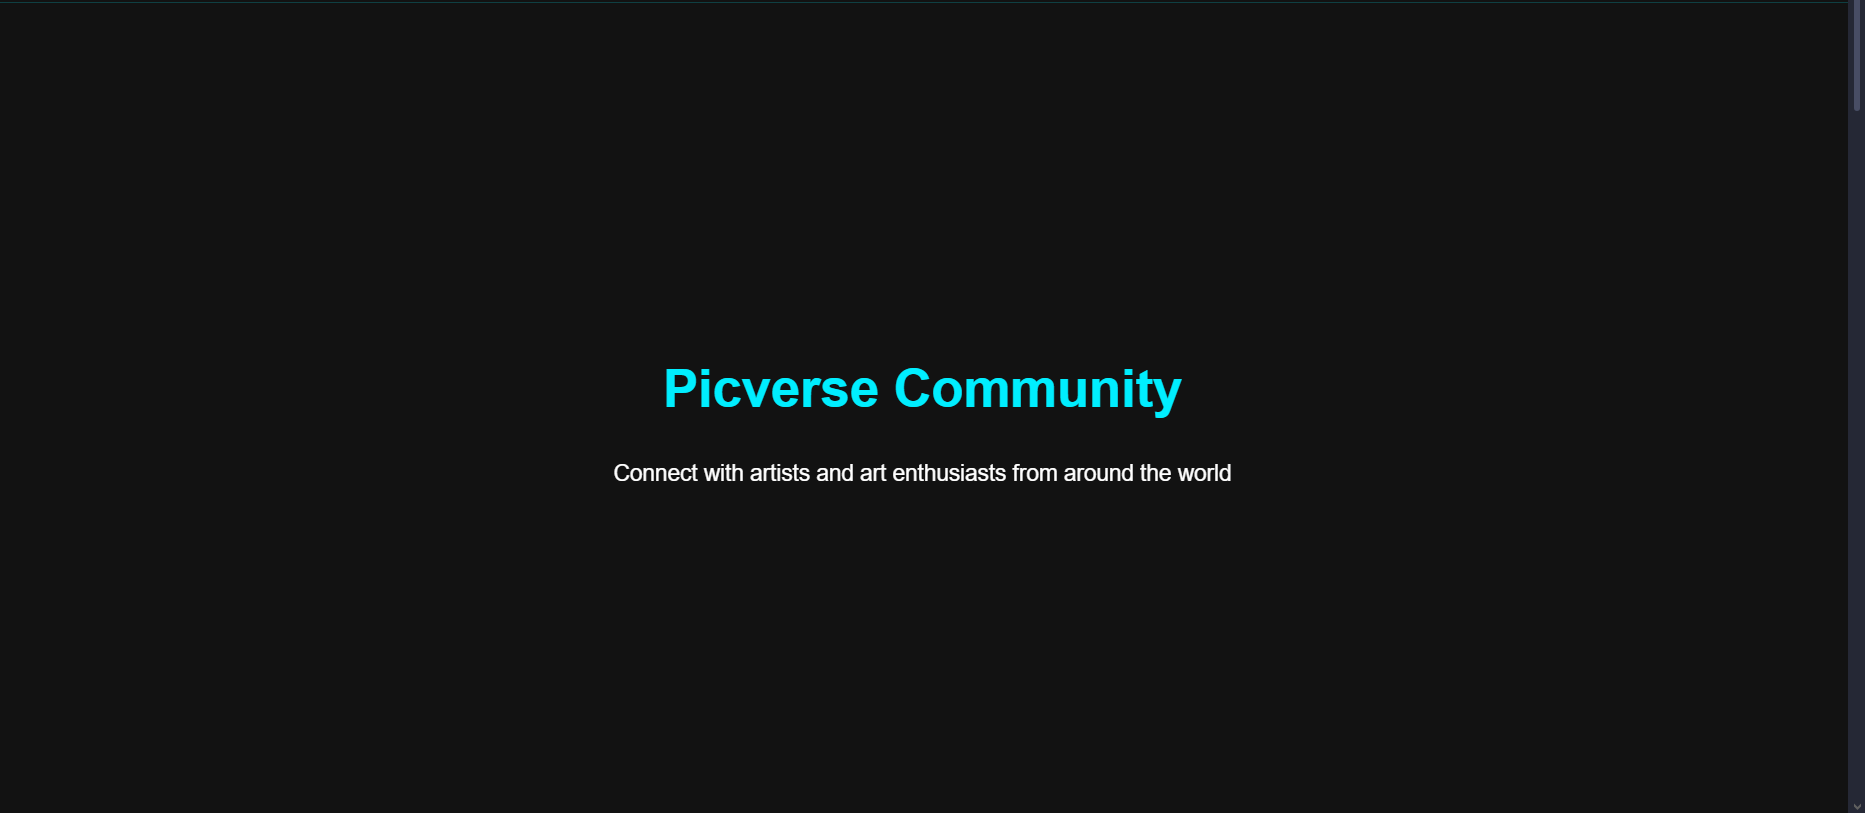 Picverse Community
Connect with artists and art enthusiasts from around the world